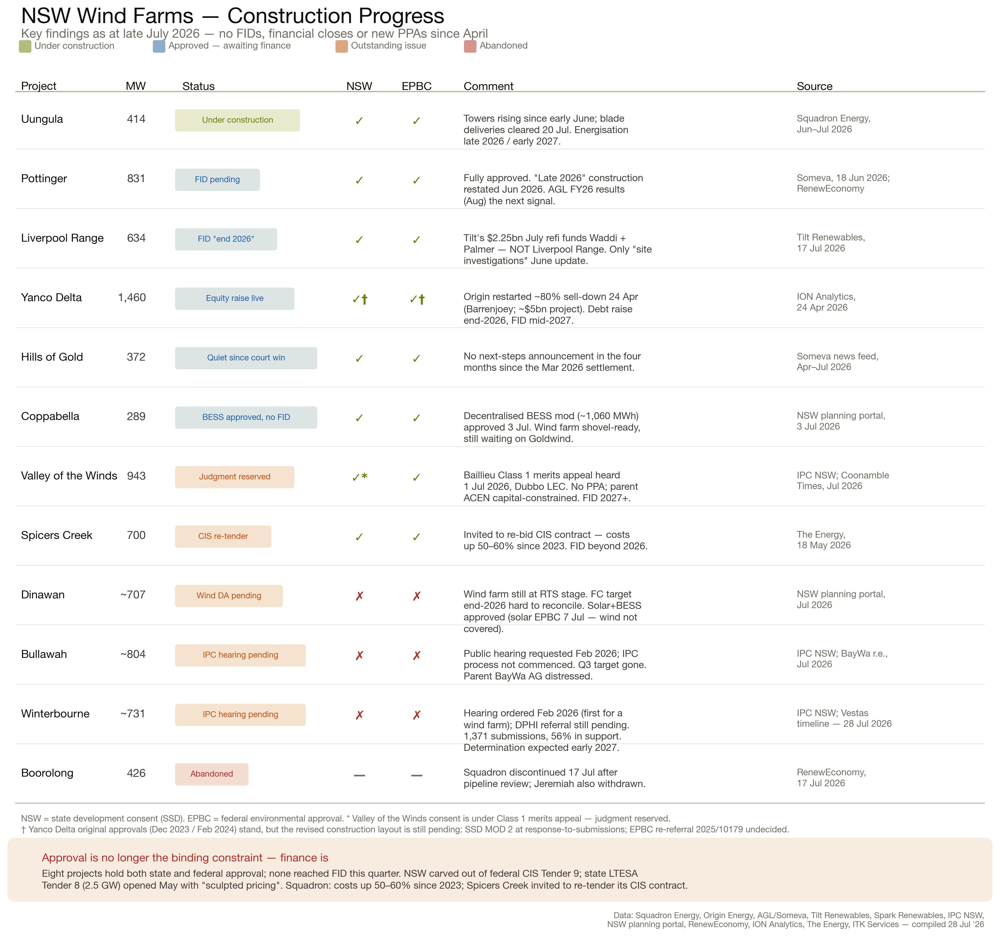 NSW Wind Farms — Construction Progress
Key findings as at late July 2026 — no FIDs, financial closes or new PPAs since April
Under construction
Approved — awaiting finance
Outstanding issue
Abandoned
Project MW Status NSW EPBC Comment Source
Uungula 414 Under construction ✓ ✓
Towers rising since early June; blade
deliveries cleared 20 Jul. Energisation
late 2026 / early 2027.
Squadron Energy,
Jun–Jul 2026
Pottinger 831 FID pending ✓ ✓
Fully approved. "Late 2026" construction
restated Jun 2026. AGL FY26 results
(Aug) the next signal.
Someva, 18 Jun 2026;
RenewEconomy
Liverpool Range 634 FID "end 2026" ✓ ✓
Tilt's $2.25bn July refi funds Waddi +
Palmer — NOT Liverpool Range. Only "site
investigations" June update.
Tilt Renewables,
17 Jul 2026
Yanco Delta 1,460 Equity raise live ✓† ✓†
Origin restarted ~80% sell-down 24 Apr
(Barrenjoey; ~$5bn project). Debt raise
end-2026, FID mid-2027.
ION Analytics,
24 Apr 2026
Hills of Gold 372 Quiet since court win ✓ ✓
No next-steps announcement in the four
months since the Mar 2026 settlement.
Someva news feed,
Apr–Jul 2026
Coppabella 289 BESS approved, no FID ✓ ✓
Decentralised BESS mod (~1,060 MWh)
approved 3 Jul. Wind farm shovel-ready,
still waiting on Goldwind.
NSW planning portal,
3 Jul 2026
Valley of the Winds 943 Judgment reserved ✓* ✓
Baillieu Class 1 merits appeal heard
1 Jul 2026, Dubbo LEC. No PPA; parent
ACEN capital-constrained. FID 2027+.
IPC NSW; Coonamble
Times, Jul 2026
Spicers Creek 700 CIS re-tender ✓ ✓
Invited to re-bid CIS contract — costs
up 50–60% since 2023. FID beyond 2026.
The Energy,
18 May 2026
Dinawan ~707 Wind DA pending ✗ ✗
Wind farm still at RTS stage. FC target
end-2026 hard to reconcile. Solar+BESS
approved (solar EPBC 7 Jul — wind not
covered).
NSW planning portal,
Jul 2026
Bullawah ~804 IPC hearing pending ✗ ✗
Public hearing requested Feb 2026; IPC
process not commenced. Q3 target gone.
Parent BayWa AG distressed.
IPC NSW; BayWa r.e.,
Jul 2026
Winterbourne ~731 IPC hearing pending ✗ ✗
Hearing ordered Feb 2026 (first for a
wind farm); DPHI referral still pending.
1,371 submissions, 56% in support.
Determination expected early 2027.
IPC NSW; Vestas
timeline — 28 Jul 2026
Boorolong 426 Abandoned — —
Squadron discontinued 17 Jul after
pipeline review; Jeremiah also withdrawn.
RenewEconomy,
17 Jul 2026
NSW = state development consent (SSD). EPBC = federal environmental approval. * Valley of the Winds consent is under Class 1 merits appeal — judgment reserved.
† Yanco Delta original approvals (Dec 2023 / Feb 2024) stand, but the revised construction layout is still pending: SSD MOD 2 at response-to-submissions; EPBC re-referral 2025/10179 undecided.
Approval is no longer the binding constraint — finance is
Eight projects hold both state and federal approval; none reached FID this quarter. NSW carved out of federal CIS Tender 9; state LTESA
Tender 8 (2.5 GW) opened May with "sculpted pricing". Squadron: costs up 50–60% since 2023; Spicers Creek invited to re-tender its CIS contract.
Data: Squadron Energy, Origin Energy, AGL/Someva, Tilt Renewables, Spark Renewables, IPC NSW,
NSW planning portal, RenewEconomy, ION Analytics, The Energy, ITK Services — compiled 28 Jul '26